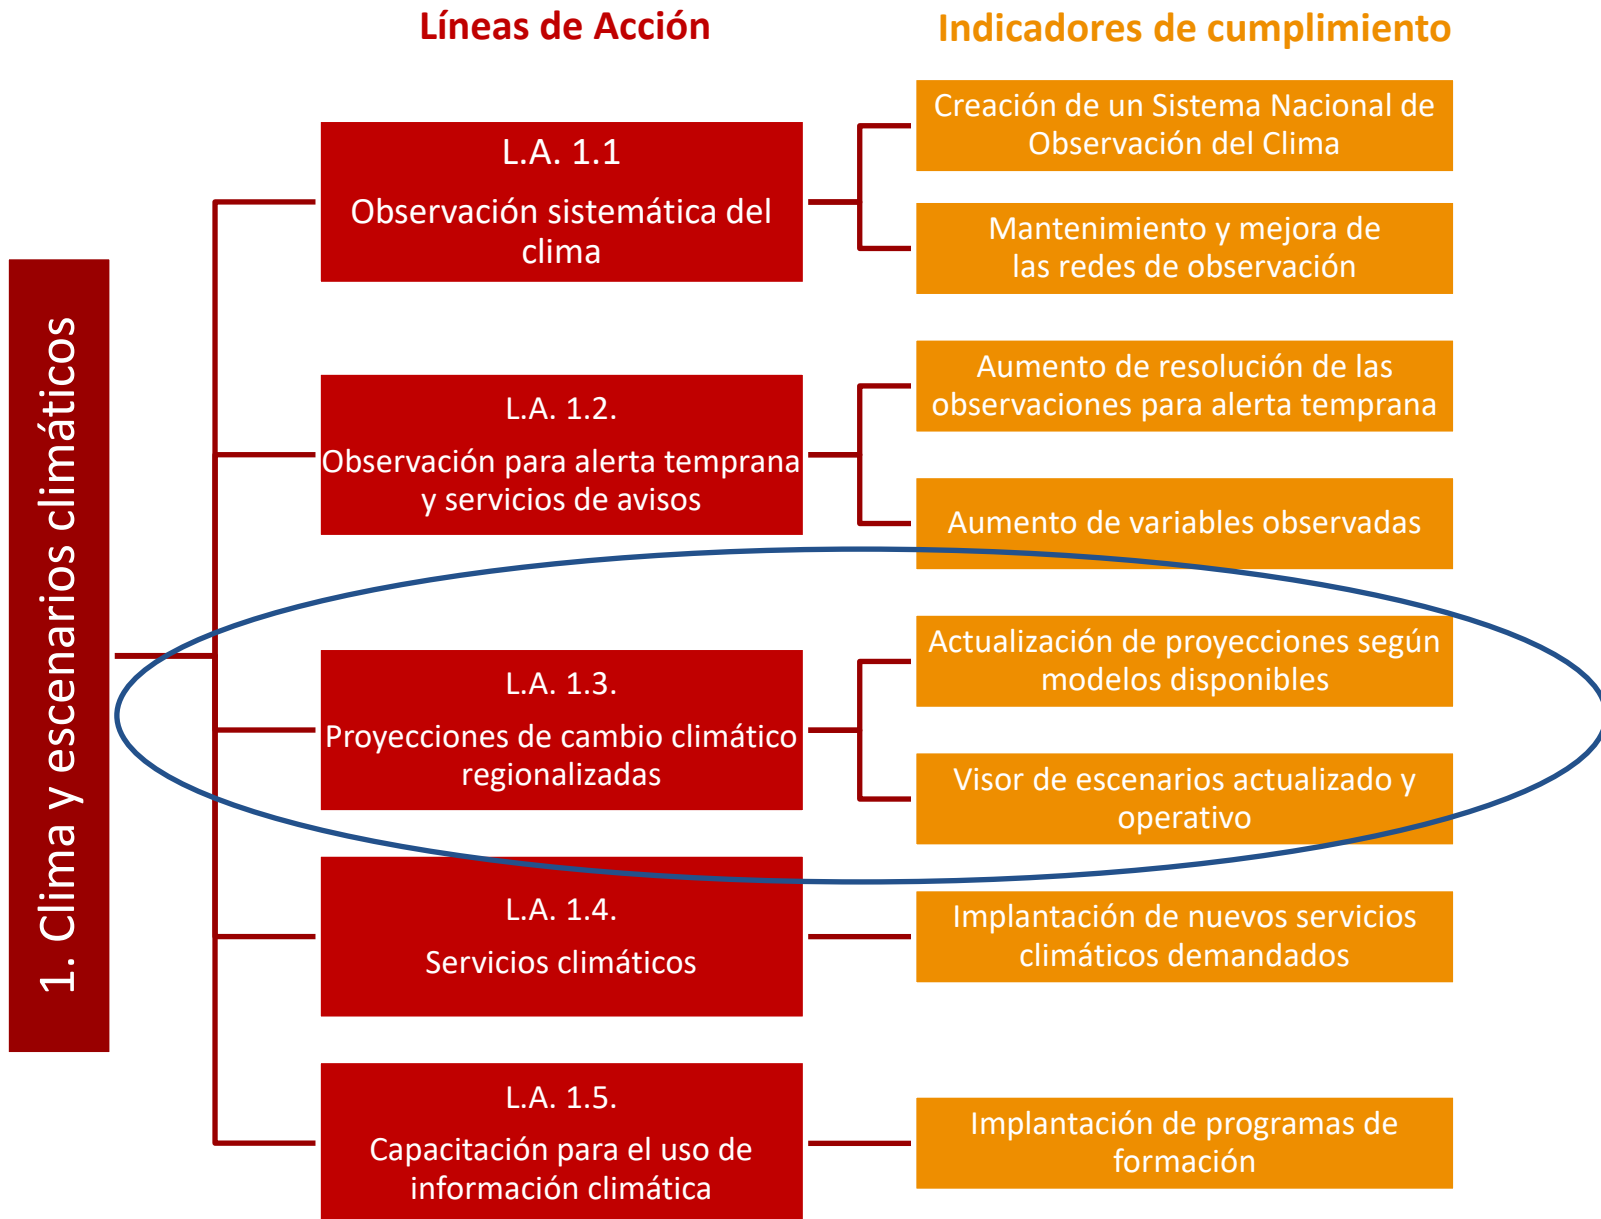 Líneas de Acción
Indicadores de cumplimiento
1. Clima y escenarios climáticos
L.A. 1.1
Observación sistemática del
clima
Creación de un Sistema Nacional de
Observación del Clima
Mantenimiento y mejora de
las redes de observación
L.A. 1.2.
Observación para alerta temprana
y servicios de avisos
Aumento de resolución de las
observaciones para alerta temprana
Aumento de variables observadas
L.A. 1.3.
Proyecciones de cambio climático
regionalizadas
Actualización de proyecciones según
modelos disponibles
Visor de escenarios actualizado y
operativo
L.A. 1.4.
Servicios climáticos
Implantación de nuevos servicios
climáticos demandados
L.A. 1.5.
Capacitación para el uso de
información climática
Implantación de programas de
formación